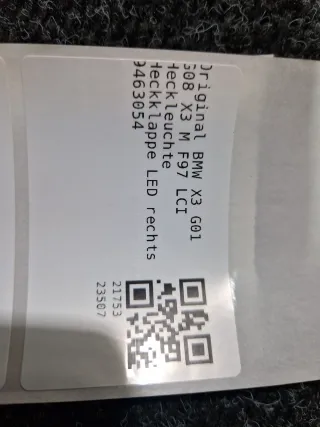 Original BMW X3 G01
G08 X3 M F97 LCI
Heckleuchte
Heckklappe LED rechts
9463054
21753
23507